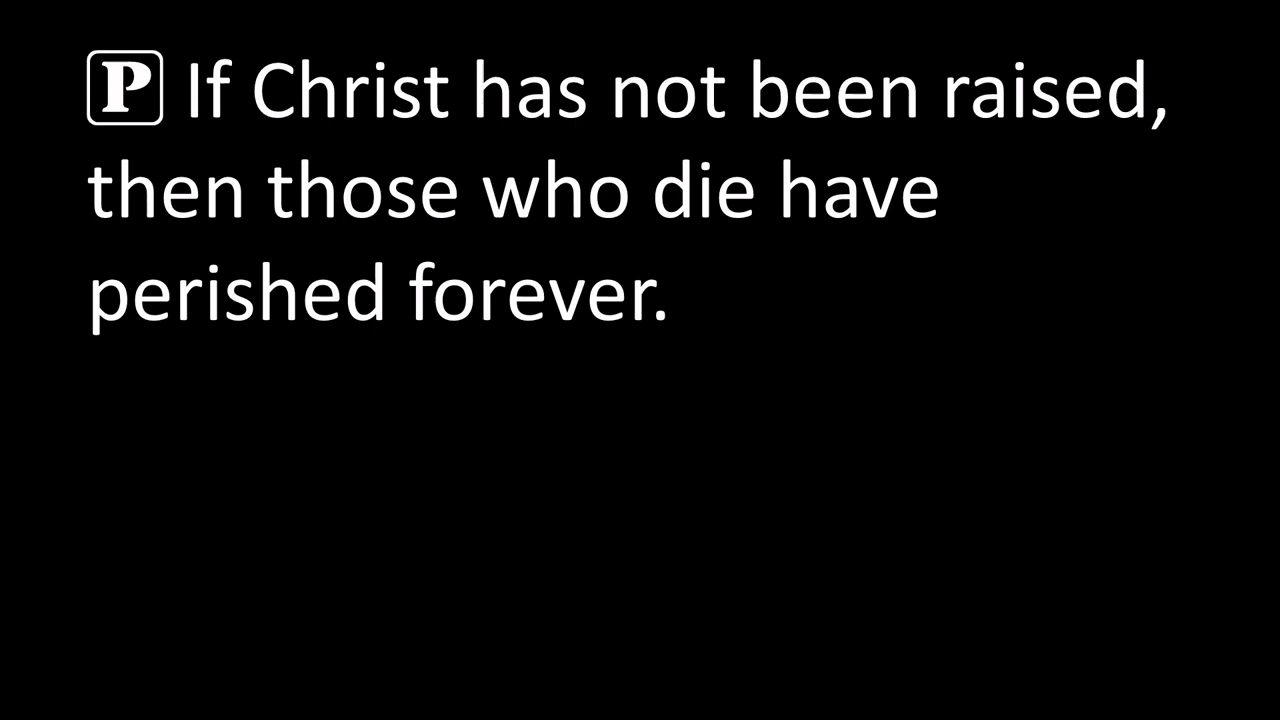 P If Christ has not been raised,
then those who die have
perished forever.